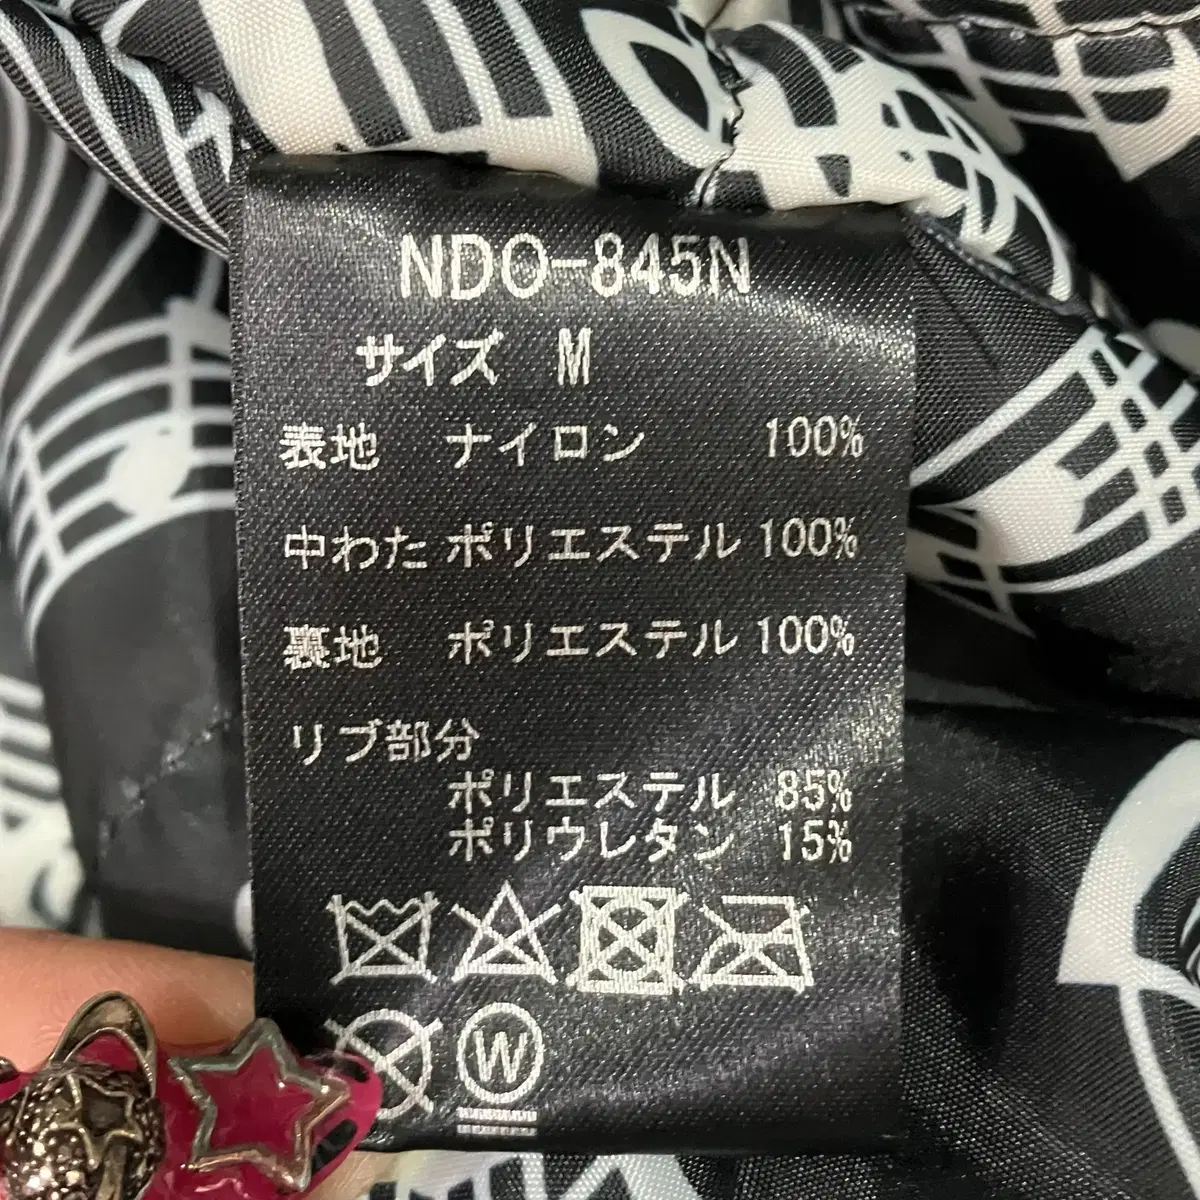 NDO-845N
サイズ M
表地 ナイロン 100%
中わた ポリエステル 100%
裏地 ポリエステル 100%
リブ部分
ポリエステル 85%
ポリウレタン 15%
W